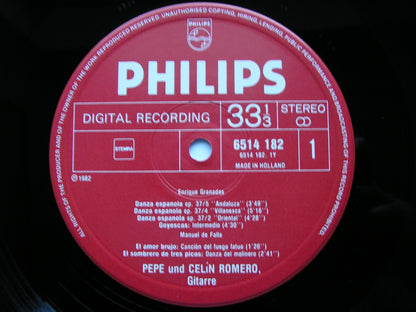 ALL RIGHTS OF THE PRODUCER AND OF THE OWNER OF THE WORK REPRODUCED RESERVED. UNAUTHORISED COPYING, HIRING, LENDING, PUBLIC PERFORMANCE AND BROADCASTING OF THIS RECORD PROHIBITED.
PHILIPS
PHILIPS
DIGITAL RECORDING
33 1/3
STEREO
STEMRA
6514 182
6514 182.1Y
MADE IN HOLLAND
1
℗1982
Enrique Granados
Danza española op. 37/5 "Andaluza" (3'49")
Danza española op. 37/4 "Villanesca" (5'16")
Danza española op. 37/2 "Oriental" (4'28")
Goyescas: Intermedio (4'30")
Manuel de Falla
El amor brujo: Canción del fuego fatuo (1'20")
El sombrero de tres picos: Danza del molinero (2'41")
PEPE und CELiN ROMERO,
Gitarre